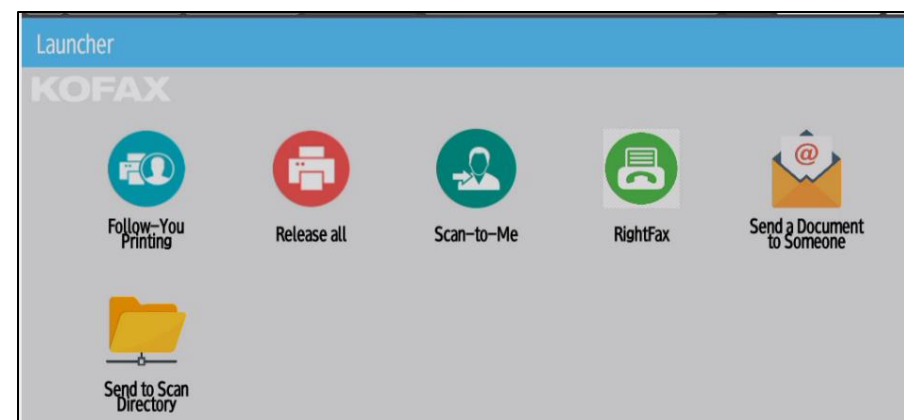 Launcher
KOFAX
Follow-You
Printing
Release all
Scan-to-Me
RightFax
@
Send a Document
to Someone
Send to Scan
Directory